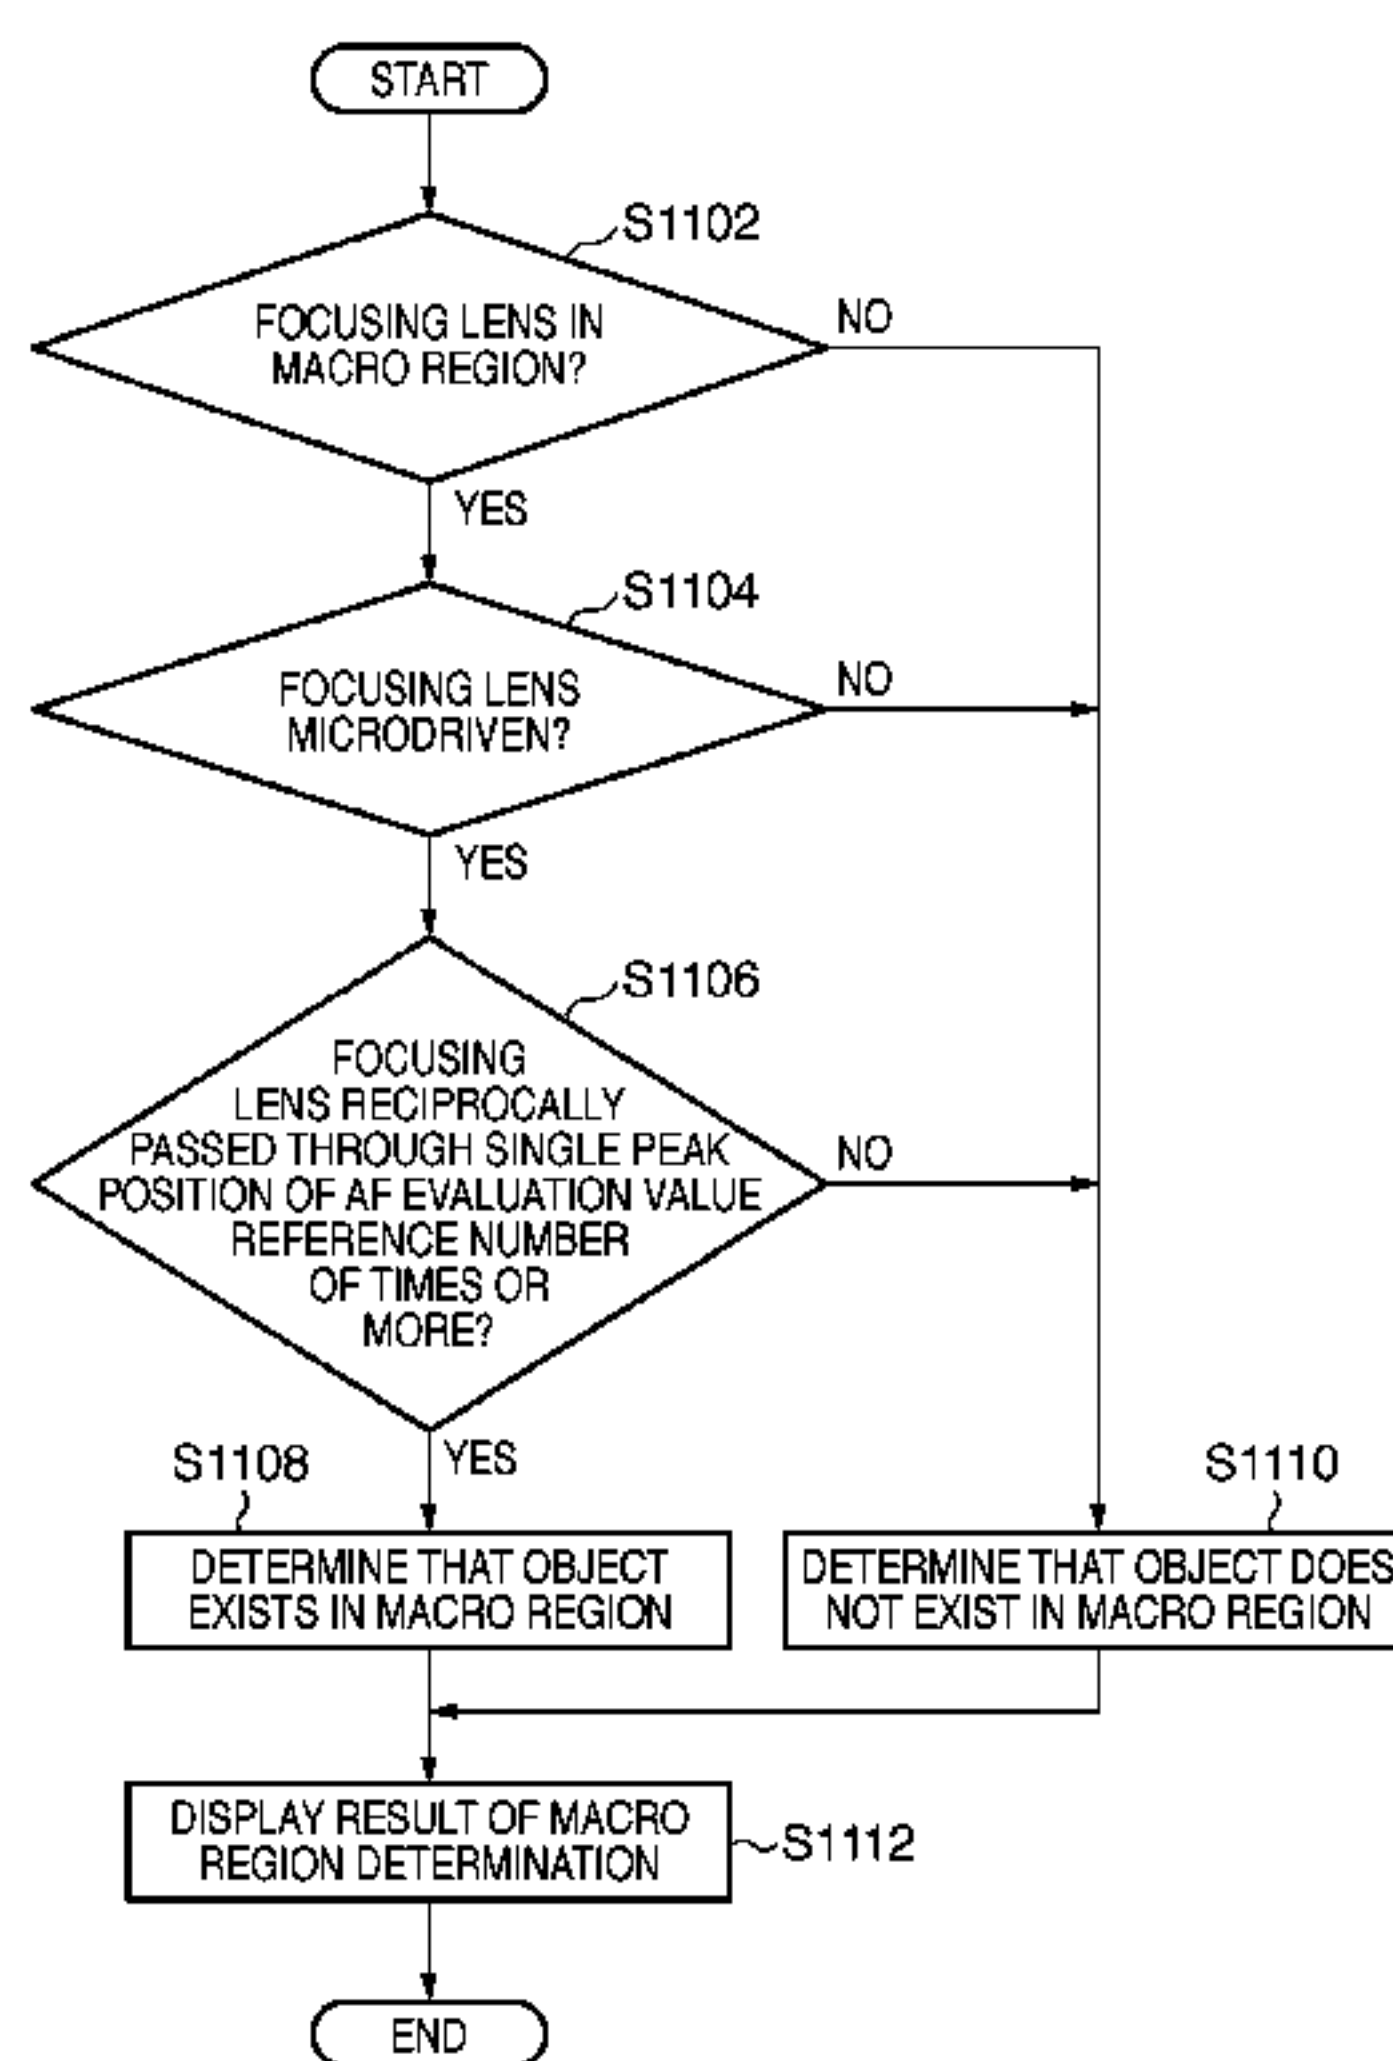 START
S1102
FOCUSING LENS IN
MACRO REGION?
NO
YES
S1104
FOCUSING LENS
MICRODRIVEN?
NO
YES
S1106
FOCUSING
LENS RECIPROCALLY
PASSED THROUGH SINGLE PEAK
POSITION OF AF EVALUATION VALUE
REFERENCE NUMBER
OF TIMES OR
MORE?
NO
YES
S1108
DETERMINE THAT OBJECT
EXISTS IN MACRO REGION
S1110
DETERMINE THAT OBJECT DOES
NOT EXIST IN MACRO REGION
DISPLAY RESULT OF MACRO
REGION DETERMINATION
S1112
END